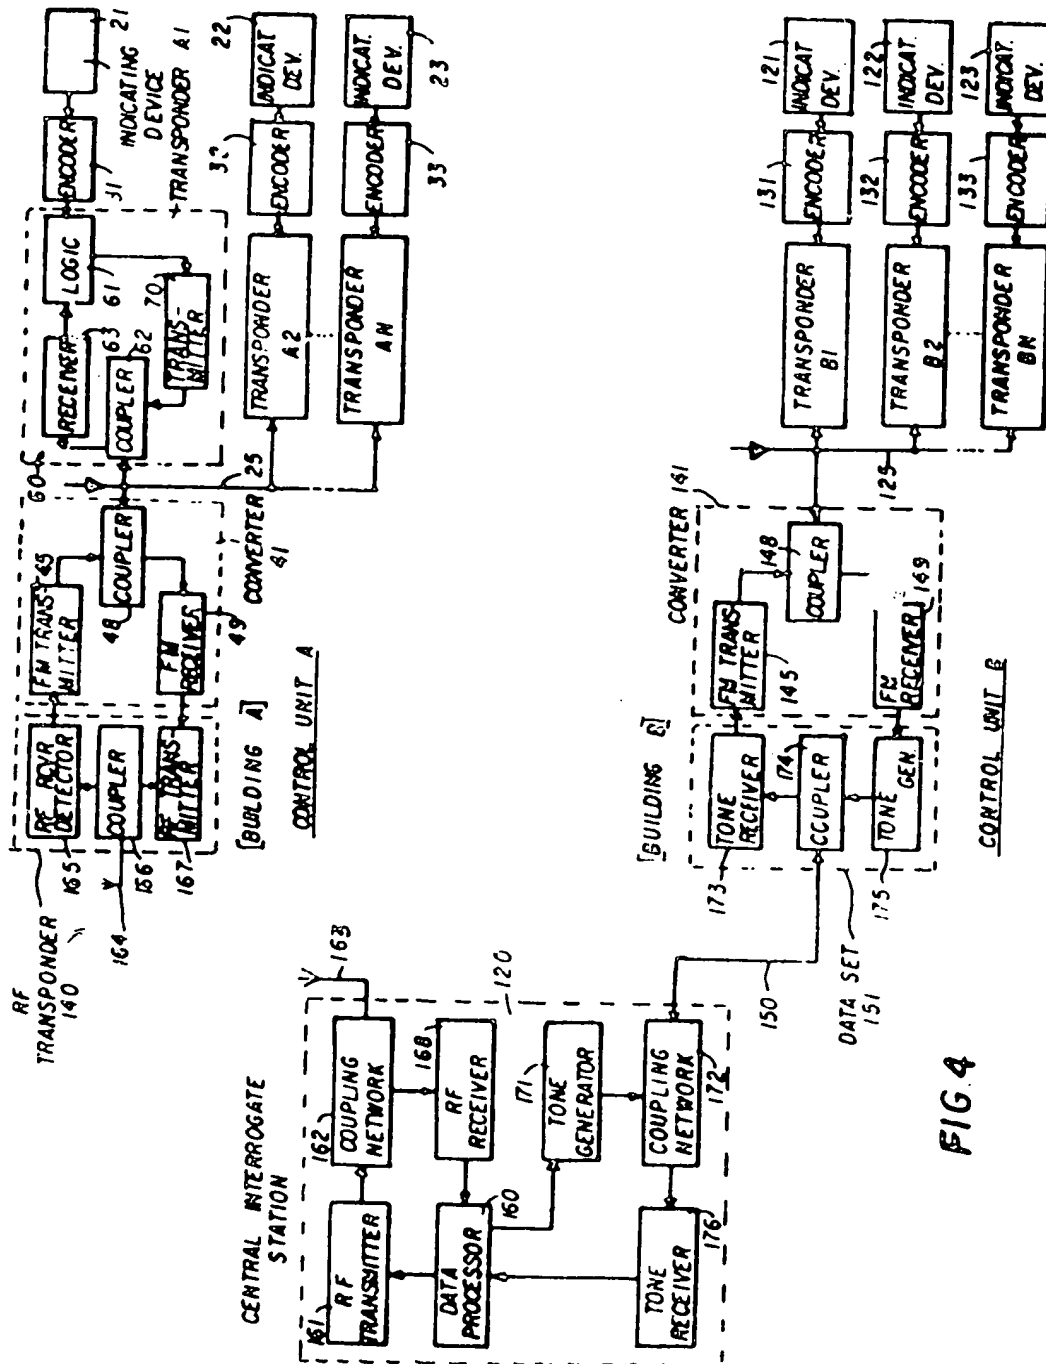 CENTRAL INTERROGATE
STATION
120
161
RF
TRANSMITTER
162
COUPLING
NETWORK
163
DATA
PROCESSOR
160
RF
RECEIVER
168
171
TONE
GENERATOR
TONE
RECEIVER
176
COUPLING
NETWORK
172
150
RF
TRANSPONDER
140
164
165
RF RCVR
DETECTOR
166
COUPLER
167
RF TRANS-
MITTER
[BUILDING A]
CONTROL UNIT A
FM TRANS-
MITTER
45
COUPLER
48
FM
RECEIVER
49
CONVERTER
41
60
RECEIVER
63
COUPLER
62
LOGIC
61
70
TRANS-
MITTER
25
ENCODER
31
21
INDICATING
DEVICE
TRANSPONDER A1
TRANSPONDER
A2
32
ENCODER
22
INDICAT
DEV.
TRANSPONDER
AN
ENCODER
33
INDICAT
DEV.
23
[BUILDING B]
173
TONE
RECEIVER
174
COUPLER
175
TONE
GEN.
DATA SET
151
CONVERTER 141
FM TRANS
MITTER
145
148
COUPLER
FM
RECEIVER
149
CONTROL UNIT B
125
TRANSPONDER
B1
131
ENCODER
121
INDICAT.
DEV.
TRANSPONDER
B2
132
ENCODER
122
INDICAT.
DEV.
TRANSPONDER
BN
133
ENCODER
123
INDICAT.
DEV.
FIG. 4